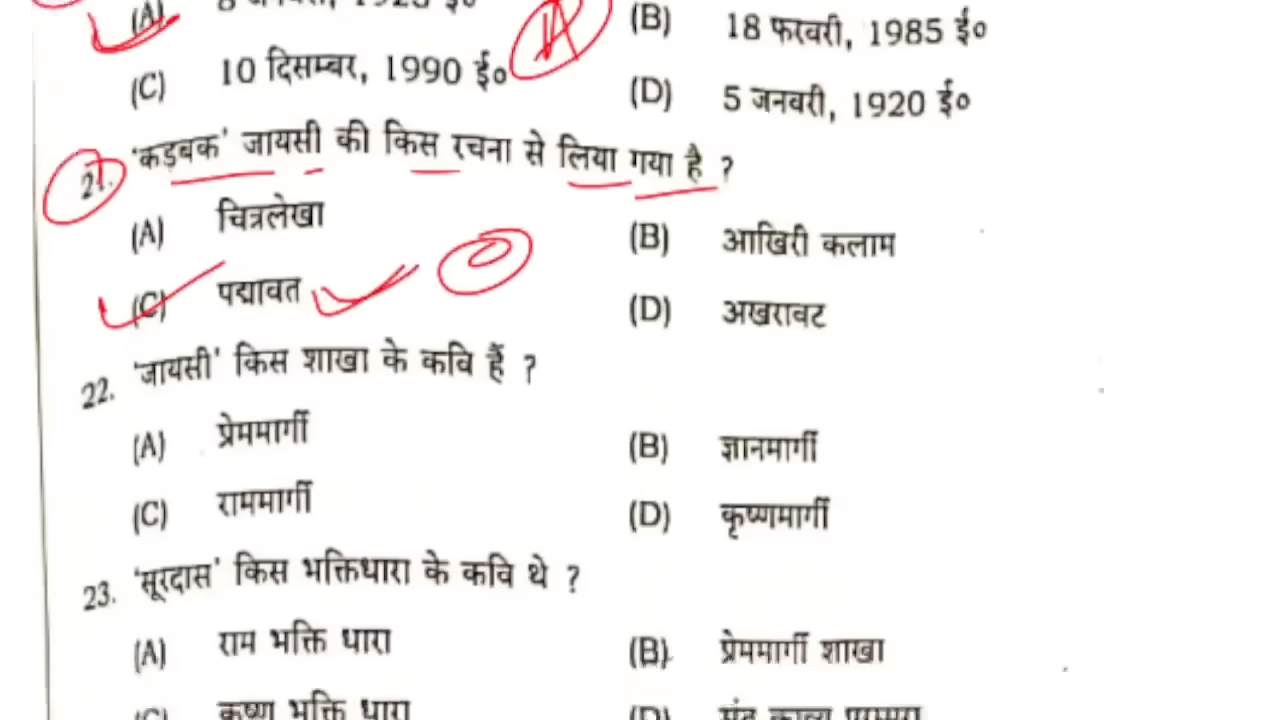 (A)
(B) 18 फरवरी, 1985 ई०
(C) 10 दिसम्बर, 1990 ई०
(D) 5 जनवरी, 1920 ई०
21. 'कड़बक' जायसी की किस रचना से लिया गया है ?
(A) चित्रलेखा
(B) आखिरी कलाम
(C) पद्मावत
(D) अखरावट
22. 'जायसी' किस शाखा के कवि हैं ?
(A) प्रेममार्गी
(B) ज्ञानमार्गी
(C) राममार्गी
(D) कृष्णमार्गी
23. 'सूरदास' किस भक्तिधारा के कवि थे ?
(A) राम भक्ति धारा
(B) प्रेममार्गी शाखा
(C) कृष्ण भक्ति धारा
(D)